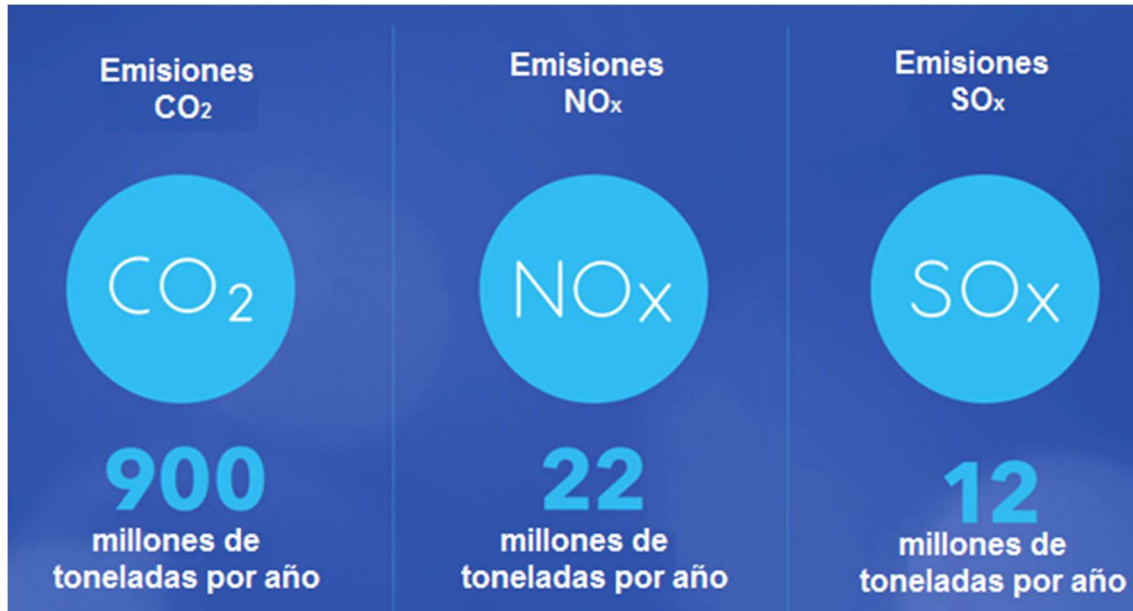 Emisiones
CO₂
CO₂
900
millones de
toneladas por año
Emisiones
NOₓ
NOx
22
millones de
toneladas por año
Emisiones
SOₓ
SOx
12
millones de
toneladas por año